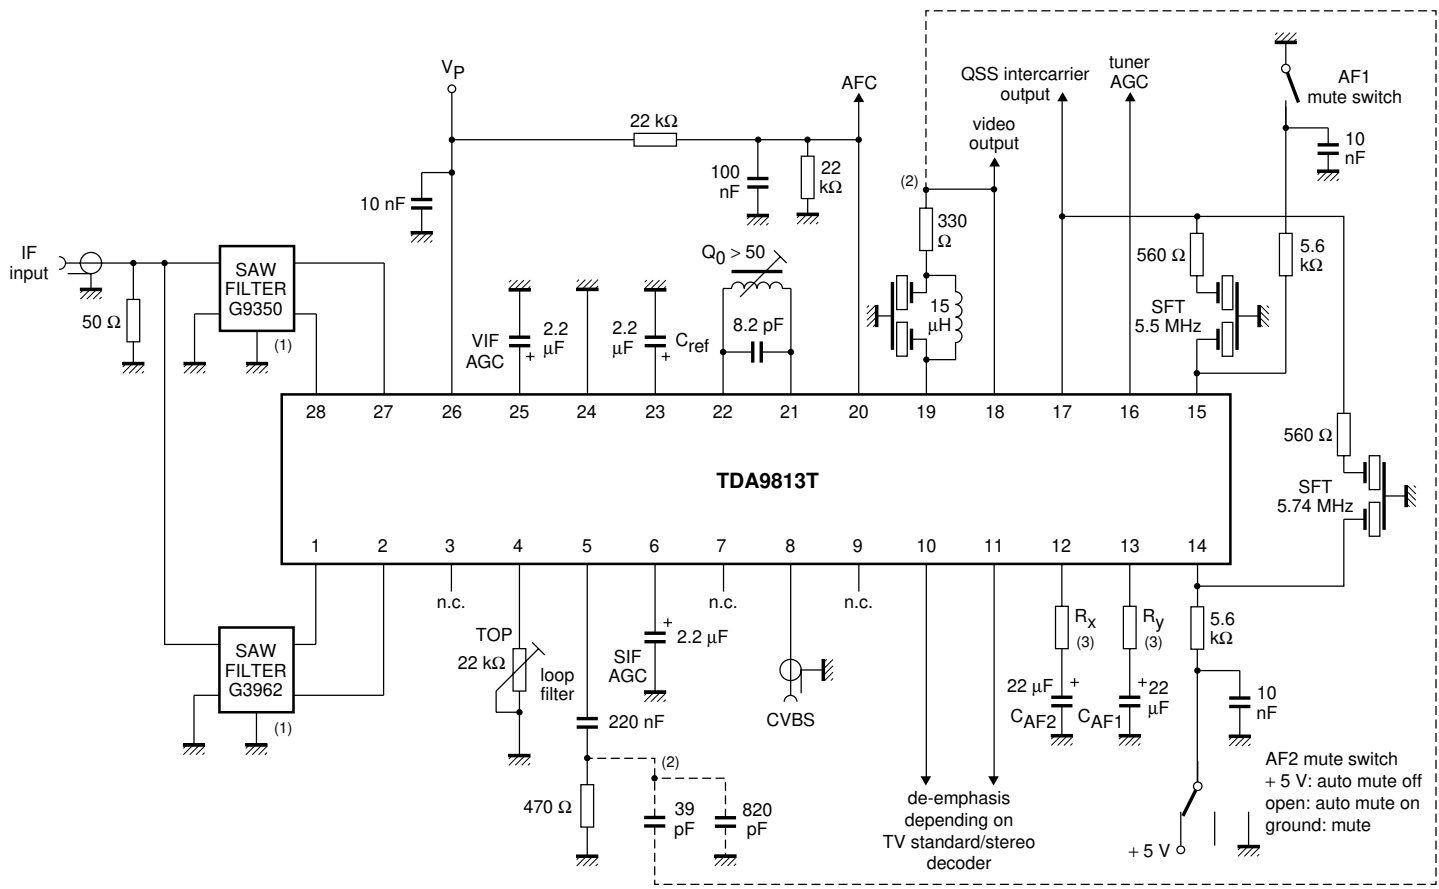 VP
AFC
QSS intercarrier
output
tuner
AGC
AF1
mute switch
22 kΩ
video
output
10
nF
100
nF
22
kΩ
(2)
10 nF
330
Ω
IF
input
SAW
FILTER
G9350
Q0 > 50
560 Ω
5.6
kΩ
50 Ω
(1)
VIF
AGC
2.2
μF
+
2.2
μF
+
Cref
8.2 pF
15
μH
SFT
5.5 MHz
28
27
26
25
24
23
22
21
20
19
18
17
16
15
560 Ω
TDA9813T
SFT
5.74 MHz
1
2
3
4
5
6
7
8
9
10
11
12
13
14
n.c.
n.c.
n.c.
SAW
FILTER
G3962
(1)
TOP
22 kΩ
loop
filter
+
2.2 μF
SIF
AGC
Rx
(3)
Ry
(3)
5.6
kΩ
CVBS
22 μF
+
CAF2
+
22
μF
CAF1
10
nF
220 nF
(2)
470 Ω
39
pF
820
pF
de-emphasis
depending on
TV standard/stereo
decoder
AF2 mute switch
+ 5 V: auto mute off
open: auto mute on
ground: mute
+ 5 V